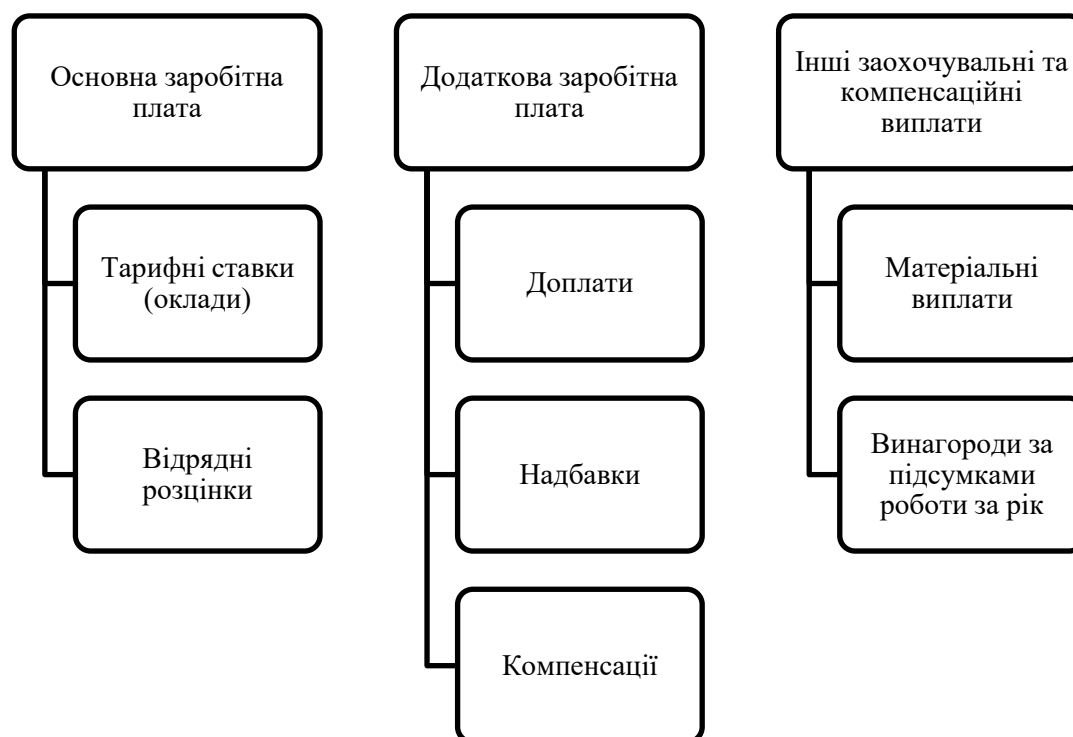 Основна заробітна
плата
Тарифні ставки
(оклади)
Відрядні
розцінки
Додаткова заробітна
плата
Доплати
Надбавки
Компенсації
Інші заохочувальні та
компенсаційні
виплати
Матеріальні
виплати
Винагороди за
підсумками
роботи за рік